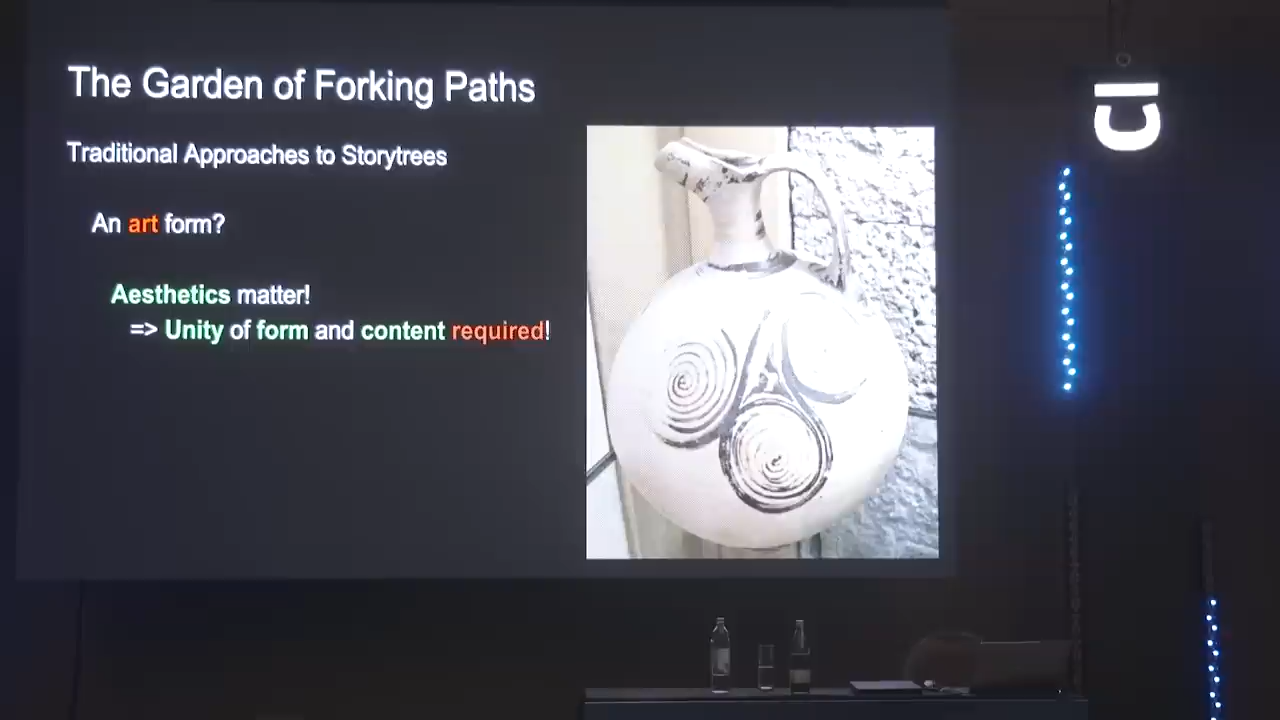 The Garden of Forking Paths
Traditional Approaches to Storytrees
An art form?
Aesthetics matter!
=> Unity of form and content required!